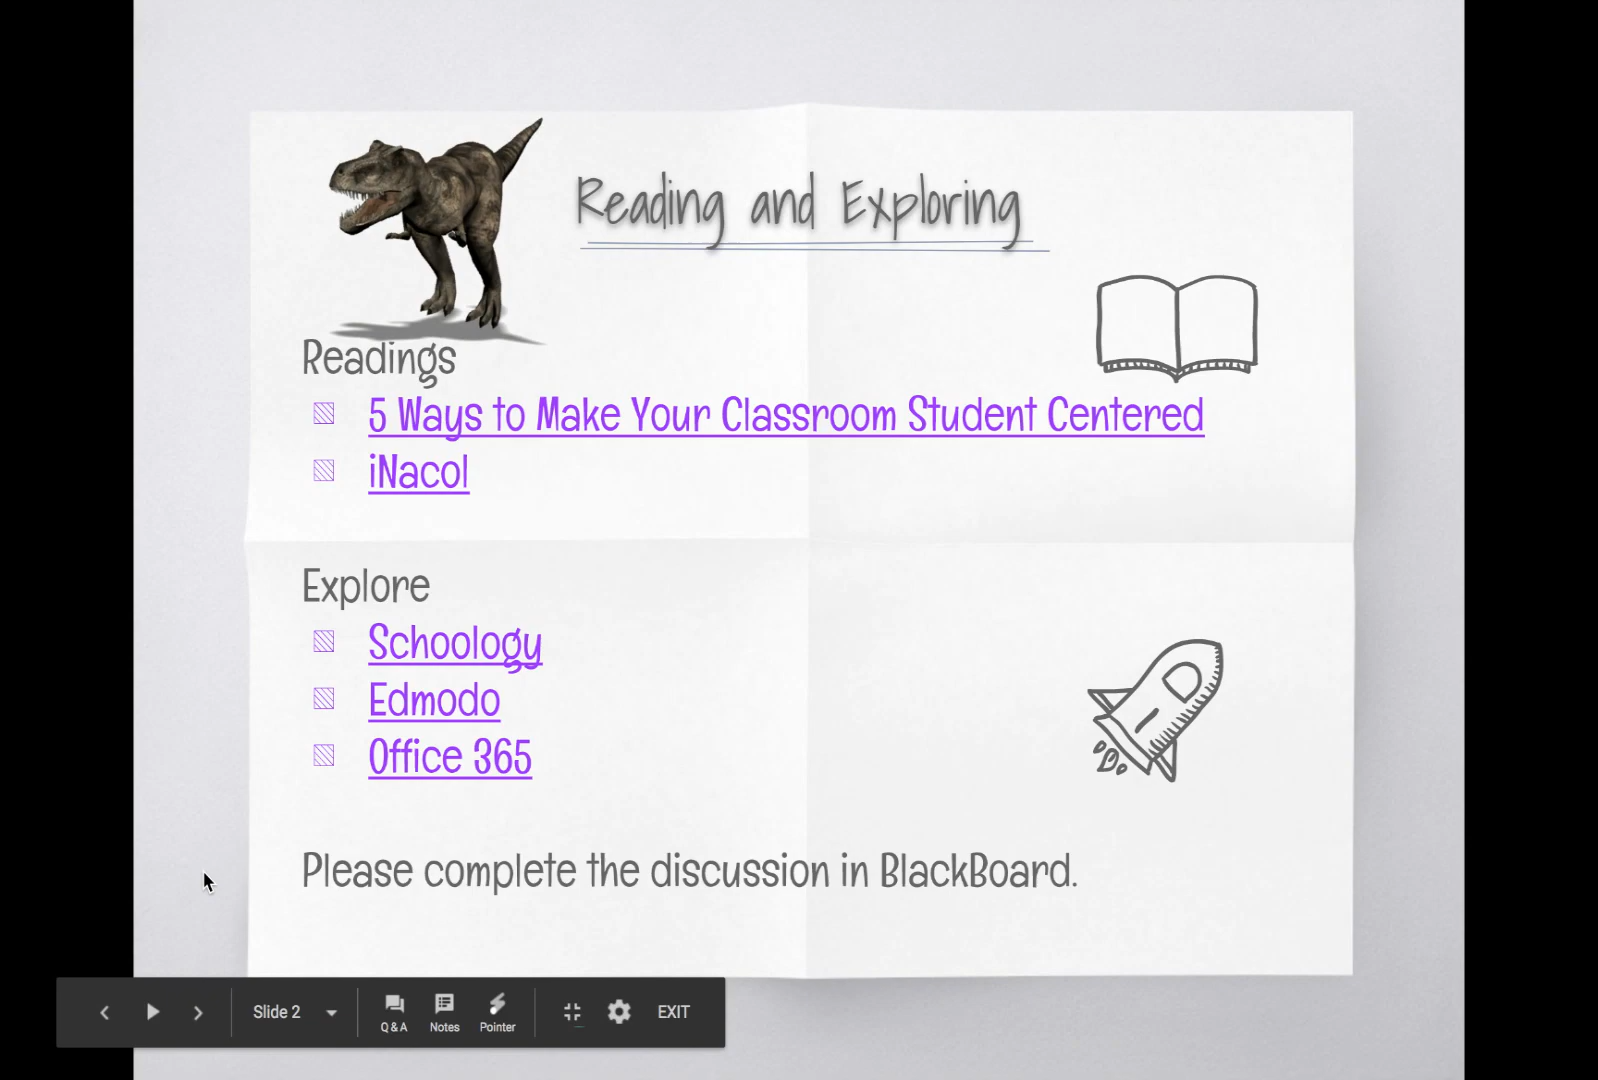 Reading and Exploring
Readings
5 Ways to Make Your Classroom Student Centered
iNacol
Explore
Schoology
Edmodo
Office 365
Please complete the discussion in BlackBoard.
Slide 2
Q & A
Notes
Pointer
EXIT